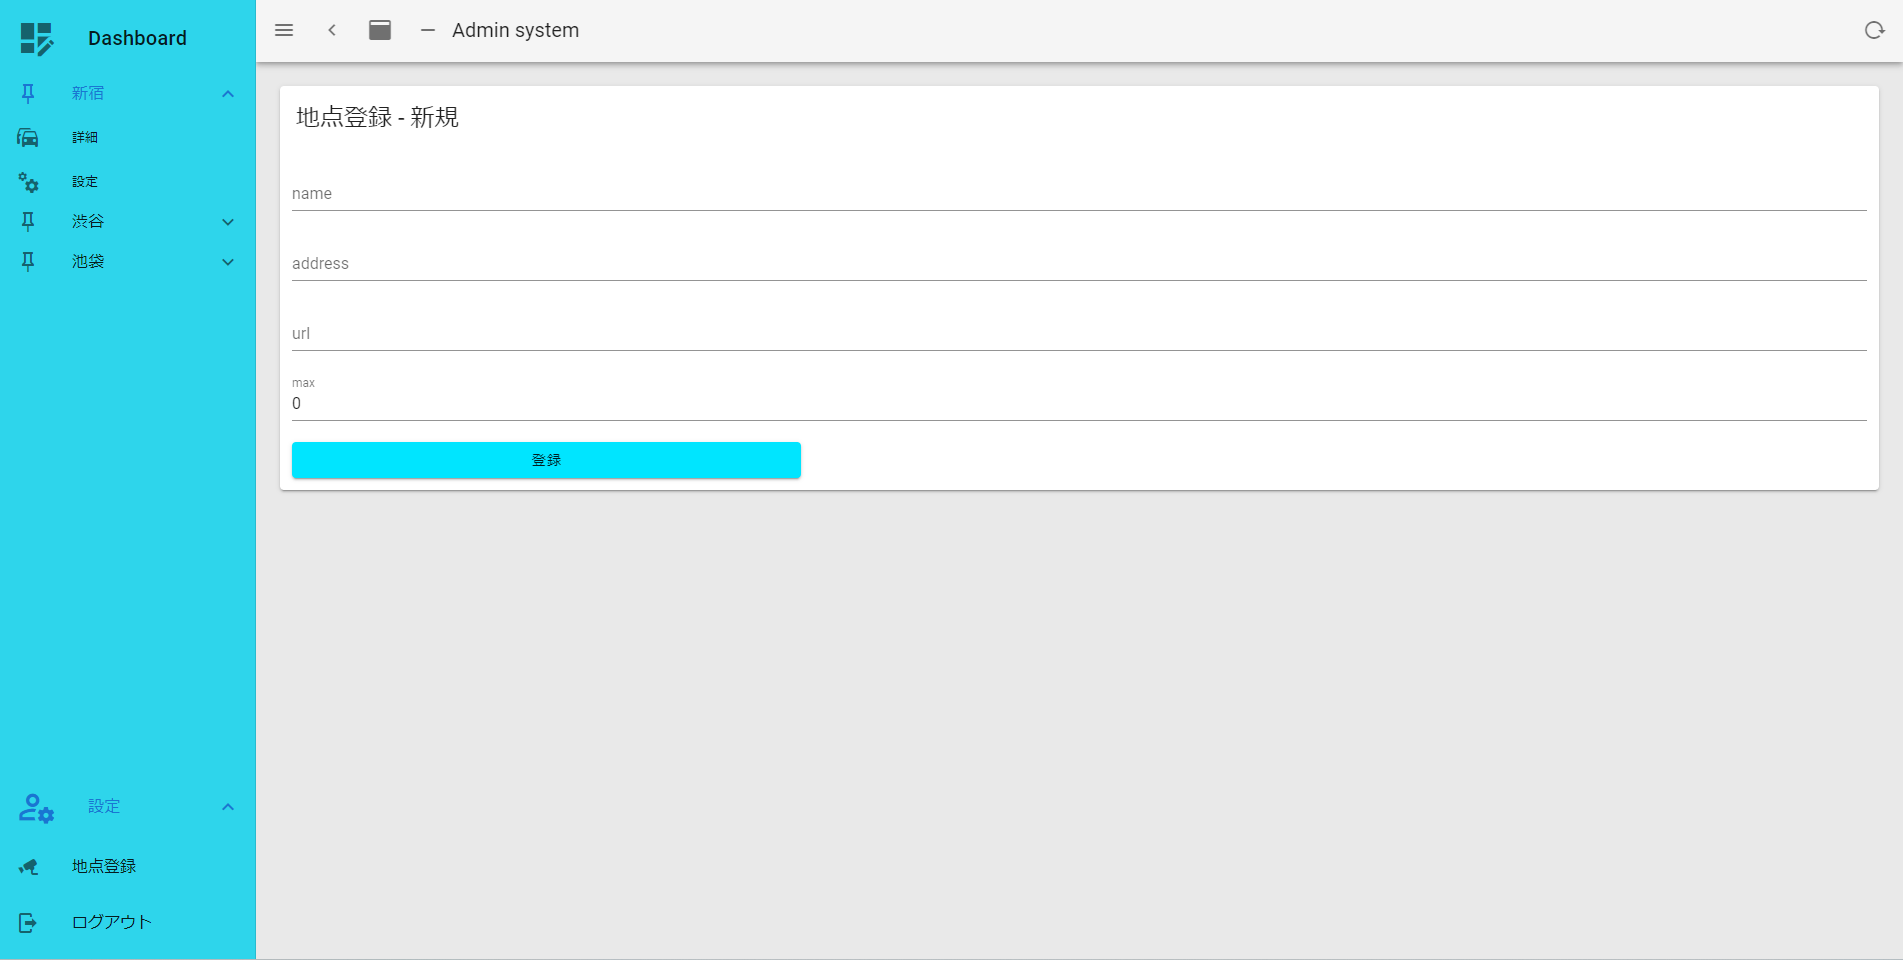 Dashboard
新宿
詳細
設定
渋谷
池袋
設定
地点登録
ログアウト
Admin system
地点登録 - 新規
name
address
url
max
0
登録